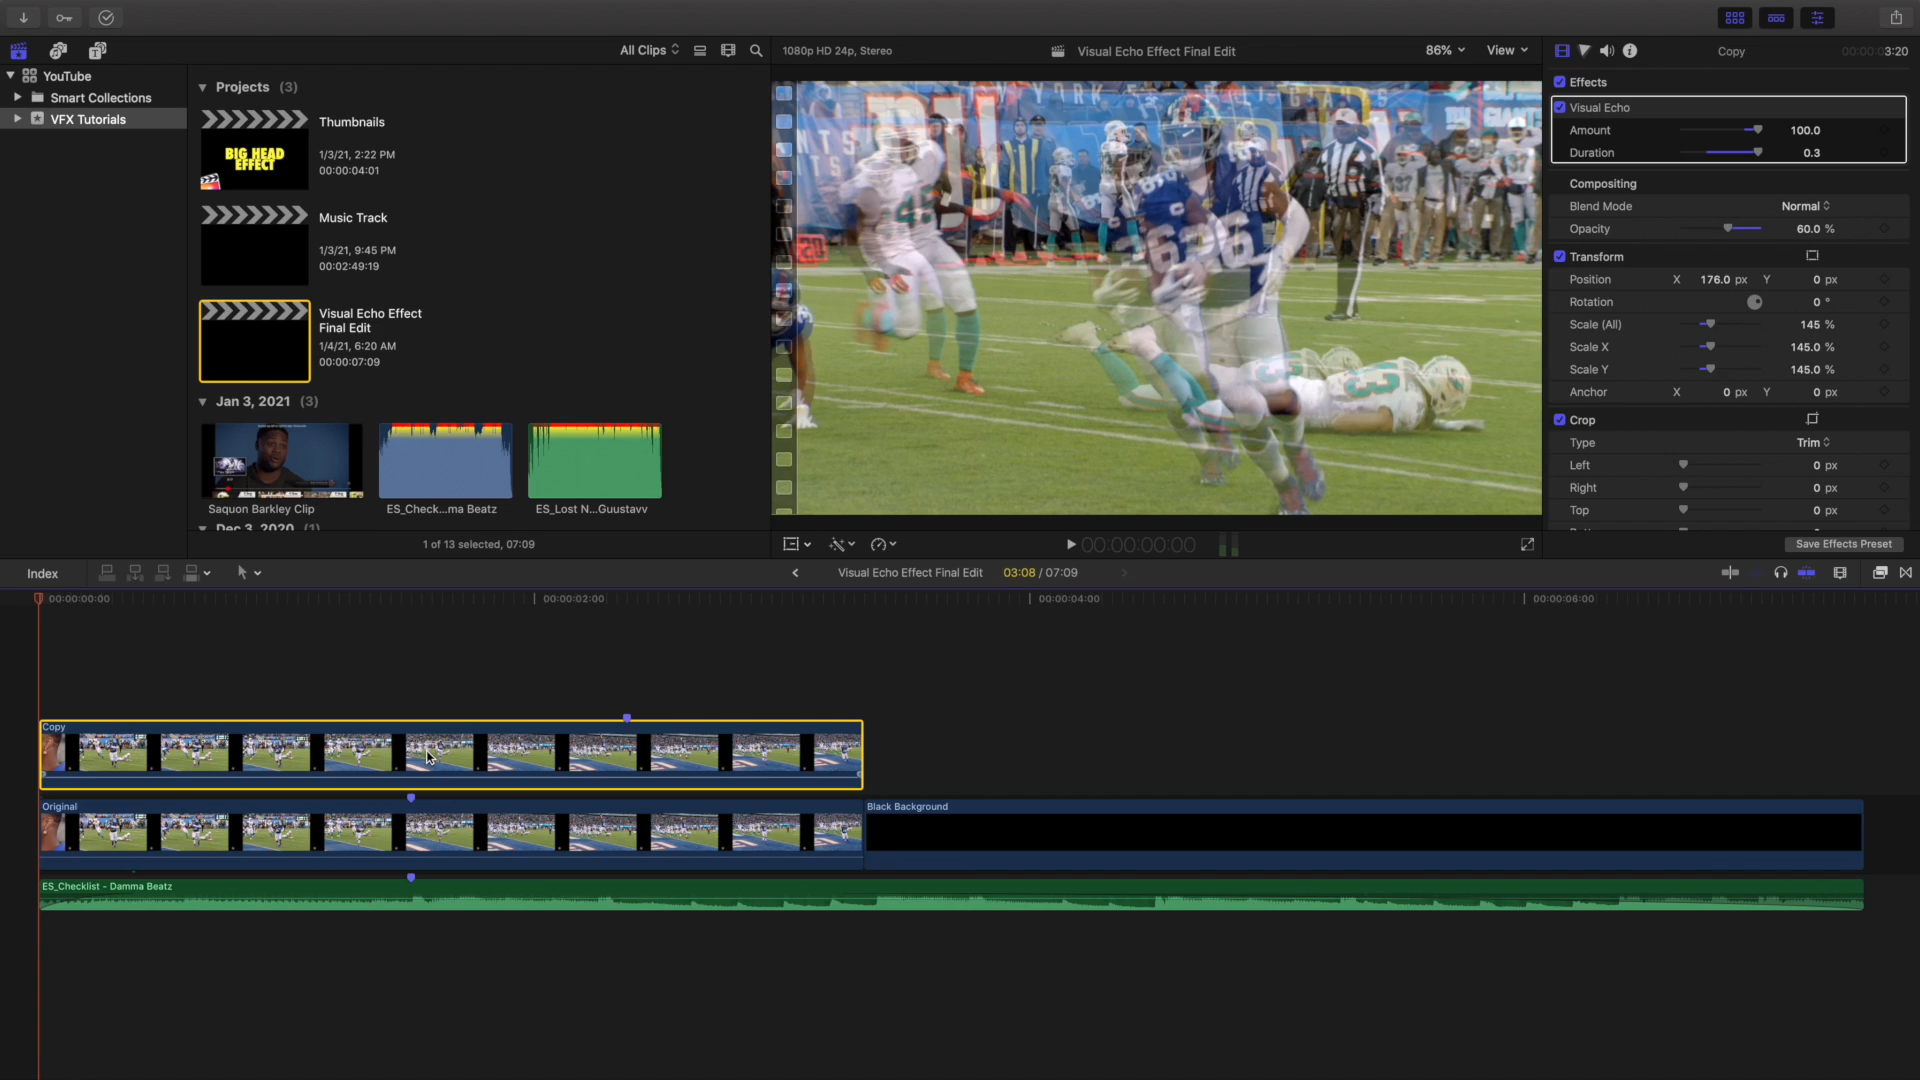 All Clips
1080p HD 24p, Stereo
Visual Echo Effect Final Edit
86%
View
Copy
00:00:03:20
YouTube
Smart Collections
VFX Tutorials
Projects (3)
BIG HEAD
EFFECT
Thumbnails
1/3/21, 2:22 PM
00:00:04:01
Music Track
1/3/21, 9:45 PM
00:02:49:19
Visual Echo Effect
Final Edit
1/4/21, 6:20 AM
00:00:07:09
Jan 3, 2021 (3)
Saquon Barkley Clip
ES_Check...ma Beatz
ES_Lost N...Guustavv
Dec 3, 2020 (1)
1 of 13 selected, 07:09
00:00:00:00
Effects
Visual Echo
Amount 100.0
Duration 0.3
Compositing
Blend Mode Normal
Opacity 60.0 %
Transform
Position X 176.0 px Y 0 px
Rotation 0 °
Scale (All) 145 %
Scale X 145.0 %
Scale Y 145.0 %
Anchor X 0 px Y 0 px
Crop
Type Trim
Left 0 px
Right 0 px
Top 0 px
Save Effects Preset
Index
Visual Echo Effect Final Edit
03:08 / 07:09
00:00:00:00
00:00:02:00
00:00:04:00
00:00:06:00
Copy
Original
Black Background
ES_Checklist - Damma Beatz